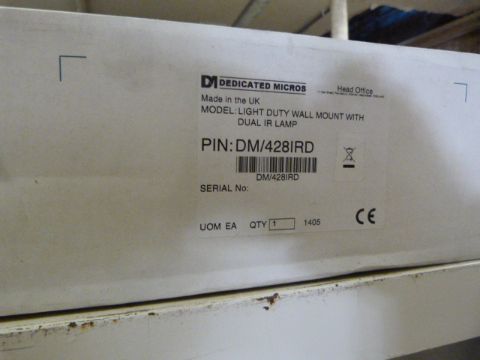 DM DEDICATED MICROS
Head Office
Made in the UK
MODEL: LIGHT DUTY WALL MOUNT WITH
DUAL IR LAMP
PIN: DM/428IRD
DM/428IRD
SERIAL No:
UOM EA QTY 1 1405 CE